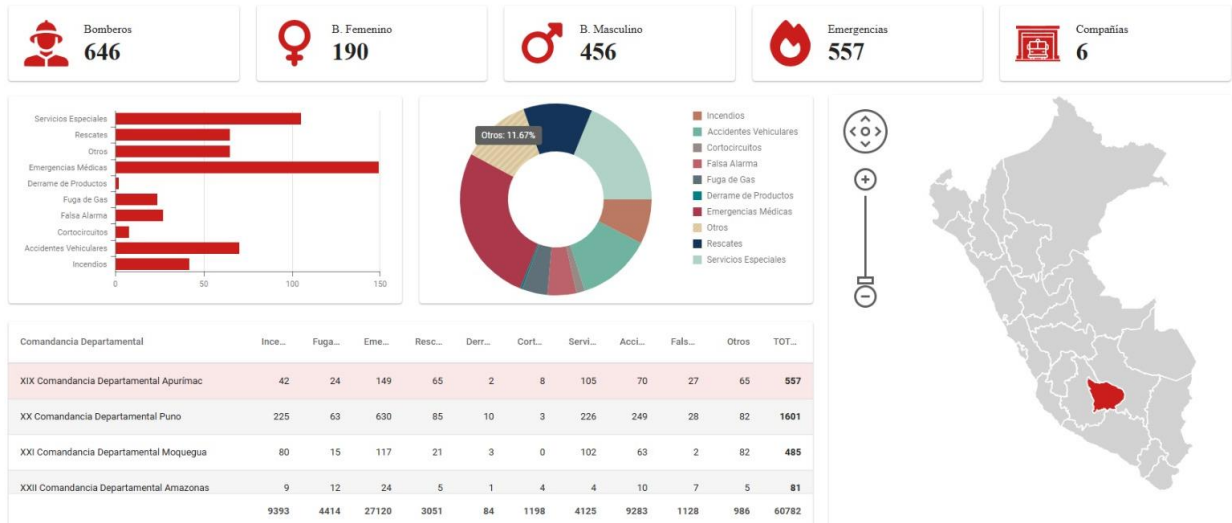 Bomberos
646
B. Femenino
190
B. Masculino
456
Emergencias
557
Compañías
6
Servicios Especiales
Rescates
Otros
Emergencias Médicas
Derrame de Productos
Fuga de Gas
Falsa Alarma
Cortocircuitos
Accidentes Vehiculares
Incendios
0 50 100 150
Otros: 11.67%
Incendios
Accidentes Vehiculares
Cortocircuitos
Falsa Alarma
Fuga de Gas
Derrame de Productos
Emergencias Médicas
Otros
Rescates
Servicios Especiales
Comandancia Departamental Ince... Fuga... Eme... Resc... Derr... Cort... Servi... Acci... Fals... Otros TOT...
XIX Comandancia Departamental Apurímac 42 24 149 65 2 8 105 70 27 65 557
XX Comandancia Departamental Puno 225 63 630 85 10 3 226 249 28 82 1601
XXI Comandancia Departamental Moquegua 80 15 117 21 3 0 102 63 2 82 485
XXII Comandancia Departamental Amazonas 9 12 24 5 1 4 4 10 7 5 81
9393 4414 27120 3051 84 1198 4125 9283 1128 986 60782